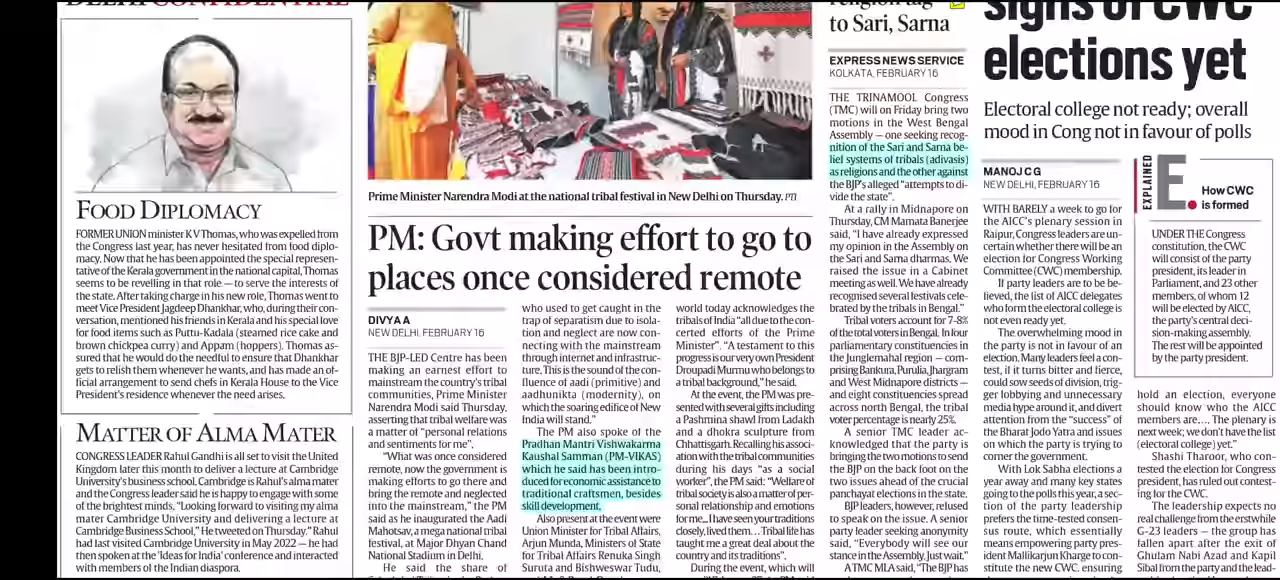 DELHI CONFIDENTIAL
FOOD DIPLOMACY
FORMER UNION minister K V Thomas, who was expelled from
the Congress last year, has never hesitated from food diplo-
macy. Now that he has been appointed the special represen-
tative of the Kerala government in the national capital, Thomas
seems to be revelling in that role — to serve the interests of
the state. After taking charge in his new role, Thomas went to
meet Vice President Jagdeep Dhankhar, who, during their con-
versation, mentioned his friends in Kerala and his special love
for food items such as Puttu-Kadala (steamed rice cake and
brown chickpea curry) and Appam (hoppers). Thomas as-
sured that he would do the needful to ensure that Dhankhar
gets to relish them whenever he wants, and has made an of-
ficial arrangement to send chefs in Kerala House to the Vice
President's residence whenever the need arises.
MATTER OF ALMA MATER
CONGRESS LEADER Rahul Gandhi is all set to visit the United
Kingdom later this month to deliver a lecture at Cambridge
University's business school. Cambridge is Rahul's alma mater
and the Congress leader said he is happy to engage with some
of the brightest minds. "Looking forward to visiting my alma
mater Cambridge University and delivering a lecture at
Cambridge Business School," He tweeted on Thursday." Rahul
had last visited Cambridge University in May 2022 — he had
then spoken at the 'Ideas for India' conference and interacted
with members of the Indian diaspora.
Prime Minister Narendra Modi at the national tribal festival in New Delhi on Thursday. PTI
PM: Govt making effort to go to
places once considered remote
DIVYA A
NEW DELHI, FEBRUARY 16
THE BJP-LED Centre has been
making an earnest effort to
mainstream the country's tribal
communities, Prime Minister
Narendra Modi said Thursday,
asserting that tribal welfare was
a matter of "personal relations
and sentiments for me".
"What was once considered
remote, now the government is
making efforts to go there and
bring the remote and neglected
into the mainstream," the PM
said as he inaugurated the Aadi
Mahotsav, a mega national tribal
festival, at Major Dhyan Chand
National Stadium in Delhi.
He said the share of
who used to get caught in the
trap of separatism due to isola-
tion and neglect are now con-
necting with the mainstream
through internet and infrastruc-
ture. This is the sound of the con-
fluence of aadi (primitive) and
aadhunikta (modernity), on
which the soaring edifice of New
India will stand."
The PM also spoke of the
Pradhan Mantri Vishwakarma
Kaushal Samman (PM-VIKAS)
which he said has been intro-
duced for economic assistance to
traditional craftsmen, besides
skill development.
Also present at the event were
Union Minister for Tribal Affairs,
Arjun Munda, Ministers of State
for Tribal Affairs Renuka Singh
Suruta and Bishweswar Tudu,
world today acknowledges the
tribals of India "all due to the con-
certed efforts of the Prime
Minister". "A testament to this
progress is our very own President
Droupadi Murmu who belongs to
a tribal background," he said.
At the event, the PM was pre-
sented with several gifts including
a Pashmina shawl from Ladakh
and a dhokra sculpture from
Chhattisgarh. Recalling his associ-
ation with the tribal communities
during his days "as a social
worker", the PM said: "Welfare of
tribal society is also a matter of per-
sonal relationship and emotions
for me... I have seen your traditions
closely, lived them... Tribal life has
taught me a great deal about the
country and its traditions".
During the event, which will
religion tag
to Sari, Sarna
EXPRESS NEWS SERVICE
KOLKATA, FEBRUARY 16
THE TRINAMOOL Congress
(TMC) will on Friday bring two
motions in the West Bengal
Assembly — one seeking recog-
nition of the Sari and Sarna be-
lief systems of tribals (adivasis)
as religions and the other against
the BJP's alleged "attempts to di-
vide the state".
At a rally in Midnapore on
Thursday, CM Mamata Banerjee
said, "I have already expressed
my opinion in the Assembly on
the Sari and Sarna dharmas. We
raised the issue in a Cabinet
meeting as well. We have already
recognised several festivals cele-
brated by the tribals in Bengal."
Tribal voters account for 7-8%
of the total voters in Bengal. In four
parliamentary constituencies in
the Junglemahal region — com-
prising Bankura, Purulia, Jhargram
and West Midnapore districts —
and eight constituencies spread
across north Bengal, the tribal
voter percentage is nearly 25%.
A senior TMC leader ac-
knowledged that the party is
bringing the two motions to send
the BJP on the back foot on the
two issues ahead of the crucial
panchayat elections in the state.
BJP leaders, however, refused
to speak on the issue. A senior
party leader seeking anonymity
said, "Everybody will see our
stance in the Assembly. Just wait."
A TMC MLA said, "The BJP has
signs of CWC
elections yet
Electoral college not ready; overall
mood in Cong not in favour of polls
MANOJ C G
NEW DELHI, FEBRUARY 16
WITH BARELY a week to go for
the AICC's plenary session in
Raipur, Congress leaders are un-
certain whether there will be an
election for Congress Working
Committee (CWC) membership.
If party leaders are to be be-
lieved, the list of AICC delegates
who form the electoral college is
not even ready yet.
The overwhelming mood in
the party is not in favour of an
election. Many leaders feel a con-
test, if it turns bitter and fierce,
could sow seeds of division, trig-
ger lobbying and unnecessary
media hype around it, and divert
attention from the "success" of
the Bharat Jodo Yatra and issues
on which the party is trying to
corner the government.
With Lok Sabha elections a
year away and many key states
going to the polls this year, a sec-
tion of the party leadership
prefers the time-tested consen-
sus route, which essentially
means empowering party pres-
ident Mallikarjun Kharge to con-
stitute the new CWC, ensuring
EXPLAINED
E.
How CWC
is formed
UNDER THE Congress
constitution, the CWC
will consist of the party
president, its leader in
Parliament, and 23 other
members, of whom 12
will be elected by AICC,
the party's central deci-
sion-making assembly.
The rest will be appointed
by the party president.
hold an election, everyone
should know who the AICC
members are,... The plenary is
next week; we don't have the list
(electoral college) yet."
Shashi Tharoor, who con-
tested the election for Congress
president, has ruled out contest-
ing for the CWC.
The leadership expects no
real challenge from the erstwhile
G-23 leaders — the group has
fallen apart after the exit of
Ghulam Nabi Azad and Kapil
Sibal from the party and the lead-